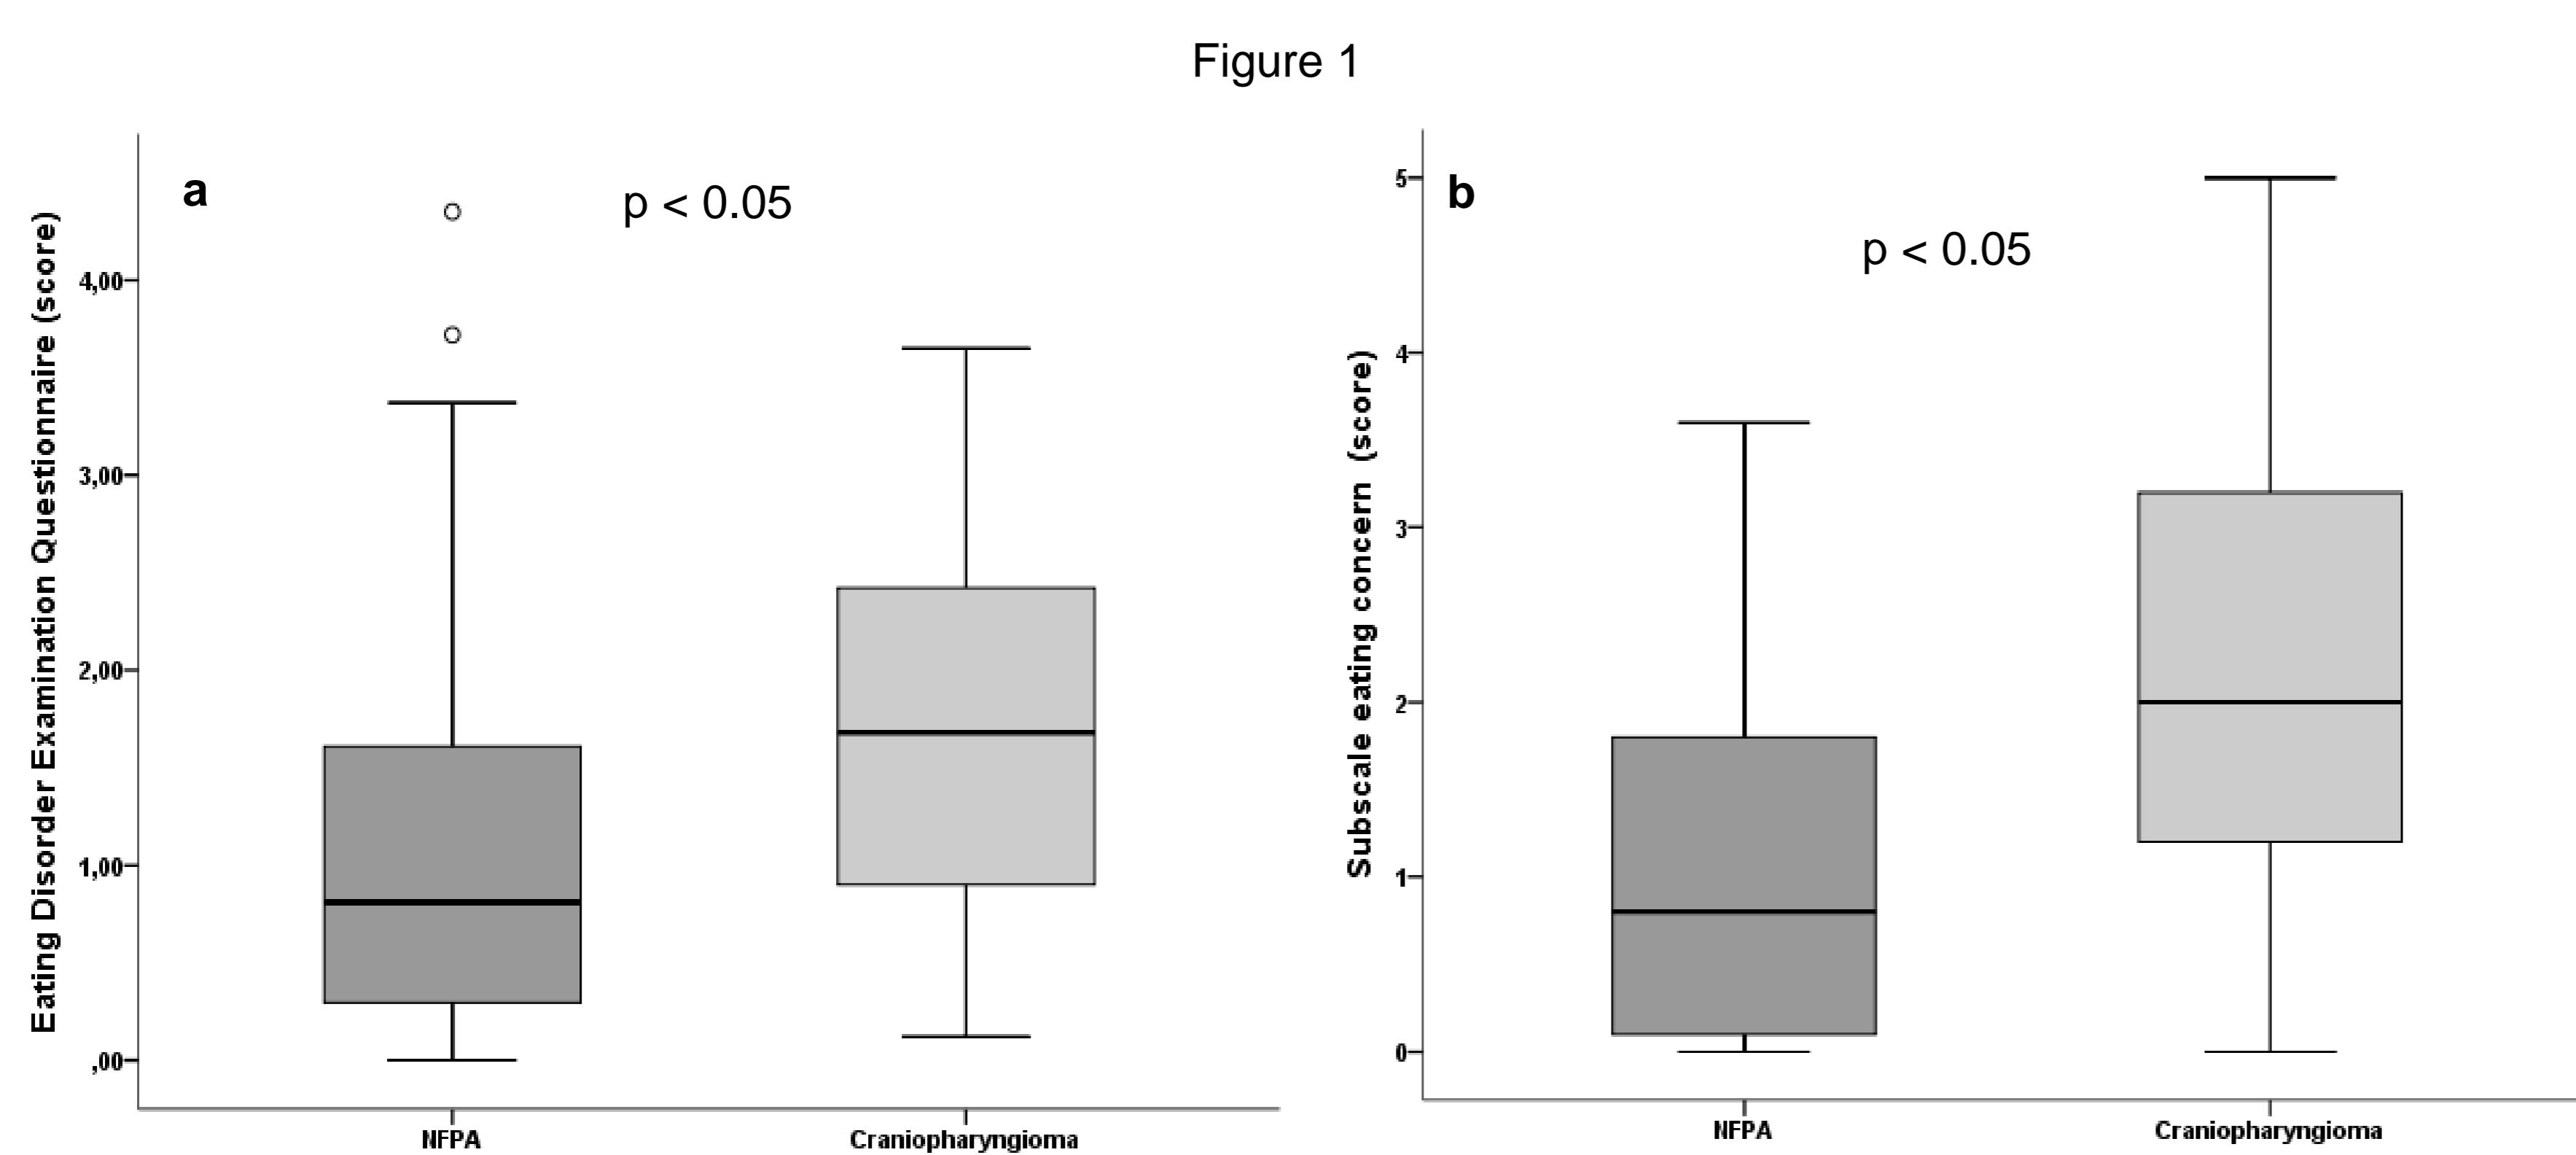 Figure 1
a
p < 0.05
Eating Disorder Examination Questionnaire (score)
4,00
3,00
2,00
1,00
,00
NFPA
Craniopharyngioma
b
p < 0.05
Subscale eating concern (score)
5
4
3
2
1
0
NFPA
Craniopharyngioma